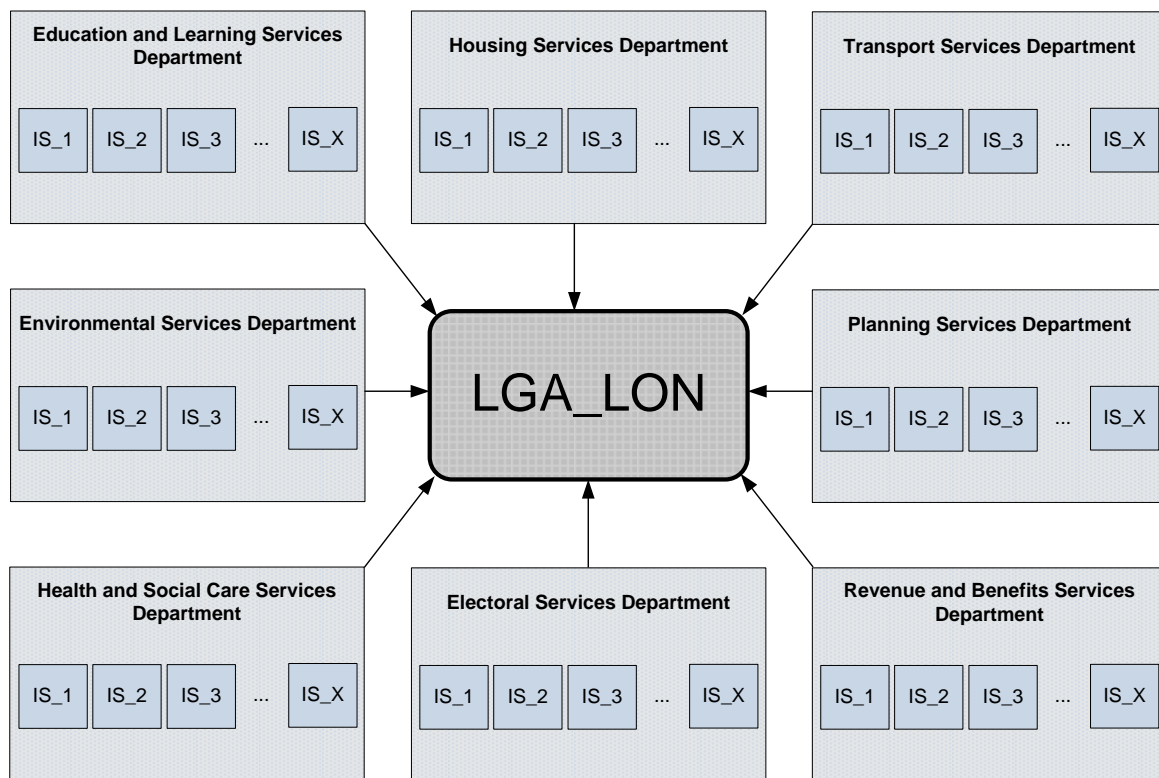 Education and Learning Services
Department
IS_1 IS_2 IS_3 ... IS_X
Housing Services Department
IS_1 IS_2 IS_3 ... IS_X
Transport Services Department
IS_1 IS_2 IS_3 ... IS_X
Environmental Services Department
IS_1 IS_2 IS_3 ... IS_X
LGA_LON
Planning Services Department
IS_1 IS_2 IS_3 ... IS_X
Health and Social Care Services
Department
IS_1 IS_2 IS_3 ... IS_X
Electoral Services Department
IS_1 IS_2 IS_3 ... IS_X
Revenue and Benefits Services
Department
IS_1 IS_2 IS_3 ... IS_X